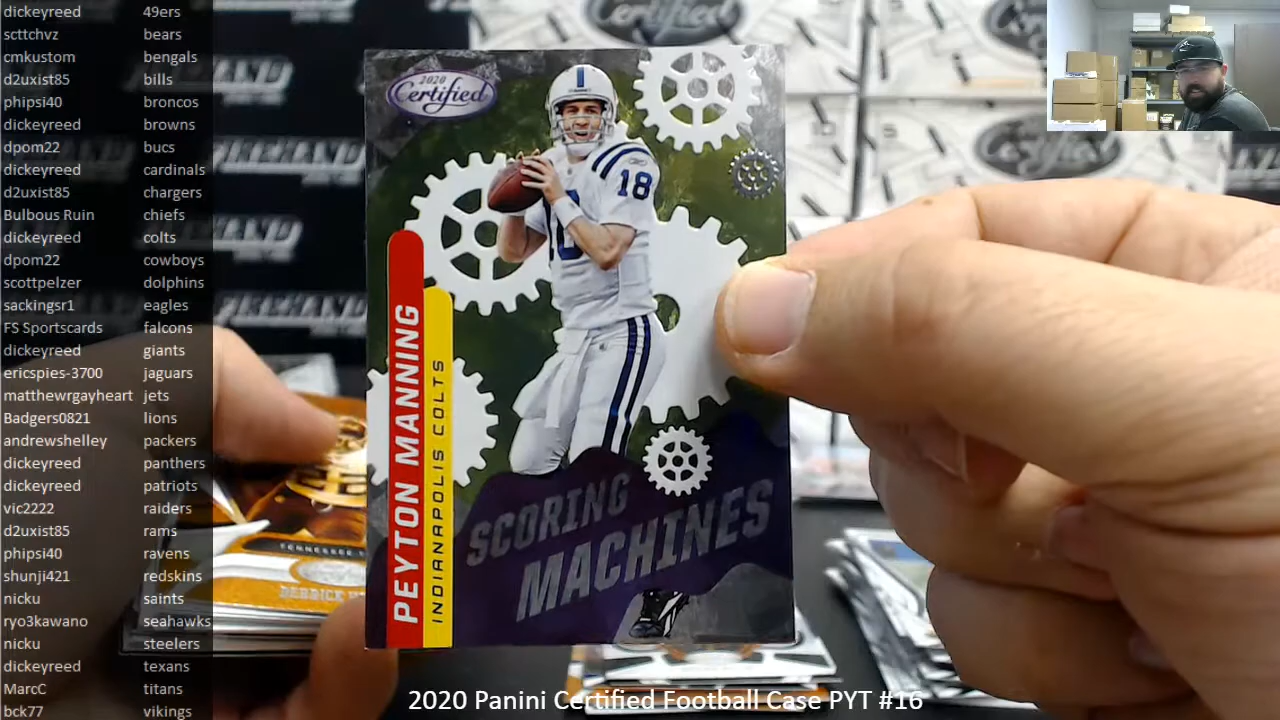 dickeyreed 49ers
scttchvz bears
cmkustom bengals
d2uxist85 bills
phipsi40 broncos
dickeyreed browns
dpom22 bucs
dickeyreed cardinals
d2uxist85 chargers
Bulbous Ruin chiefs
dickeyreed colts
dpom22 cowboys
scottpelzer dolphins
sackingsr1 eagles
FS Sportscards falcons
dickeyreed giants
ericspies-3700 jaguars
matthewrgayheart jets
Badgers0821 lions
andrewshelley packers
dickeyreed panthers
dickeyreed patriots
vic2222 raiders
d2uxist85 rams
phipsi40 ravens
shunji421 redskins
nicku saints
ryo3kawano seahawks
nicku steelers
dickeyreed texans
MarcC titans
bck77 vikings
2020
Certified
18
PEYTON MANNING
INDIANAPOLIS COLTS
SCORING
MACHINES
Certified
Certified
TENNESSEE
DERRICK
2020 Panini Certified Football Case PYT #16